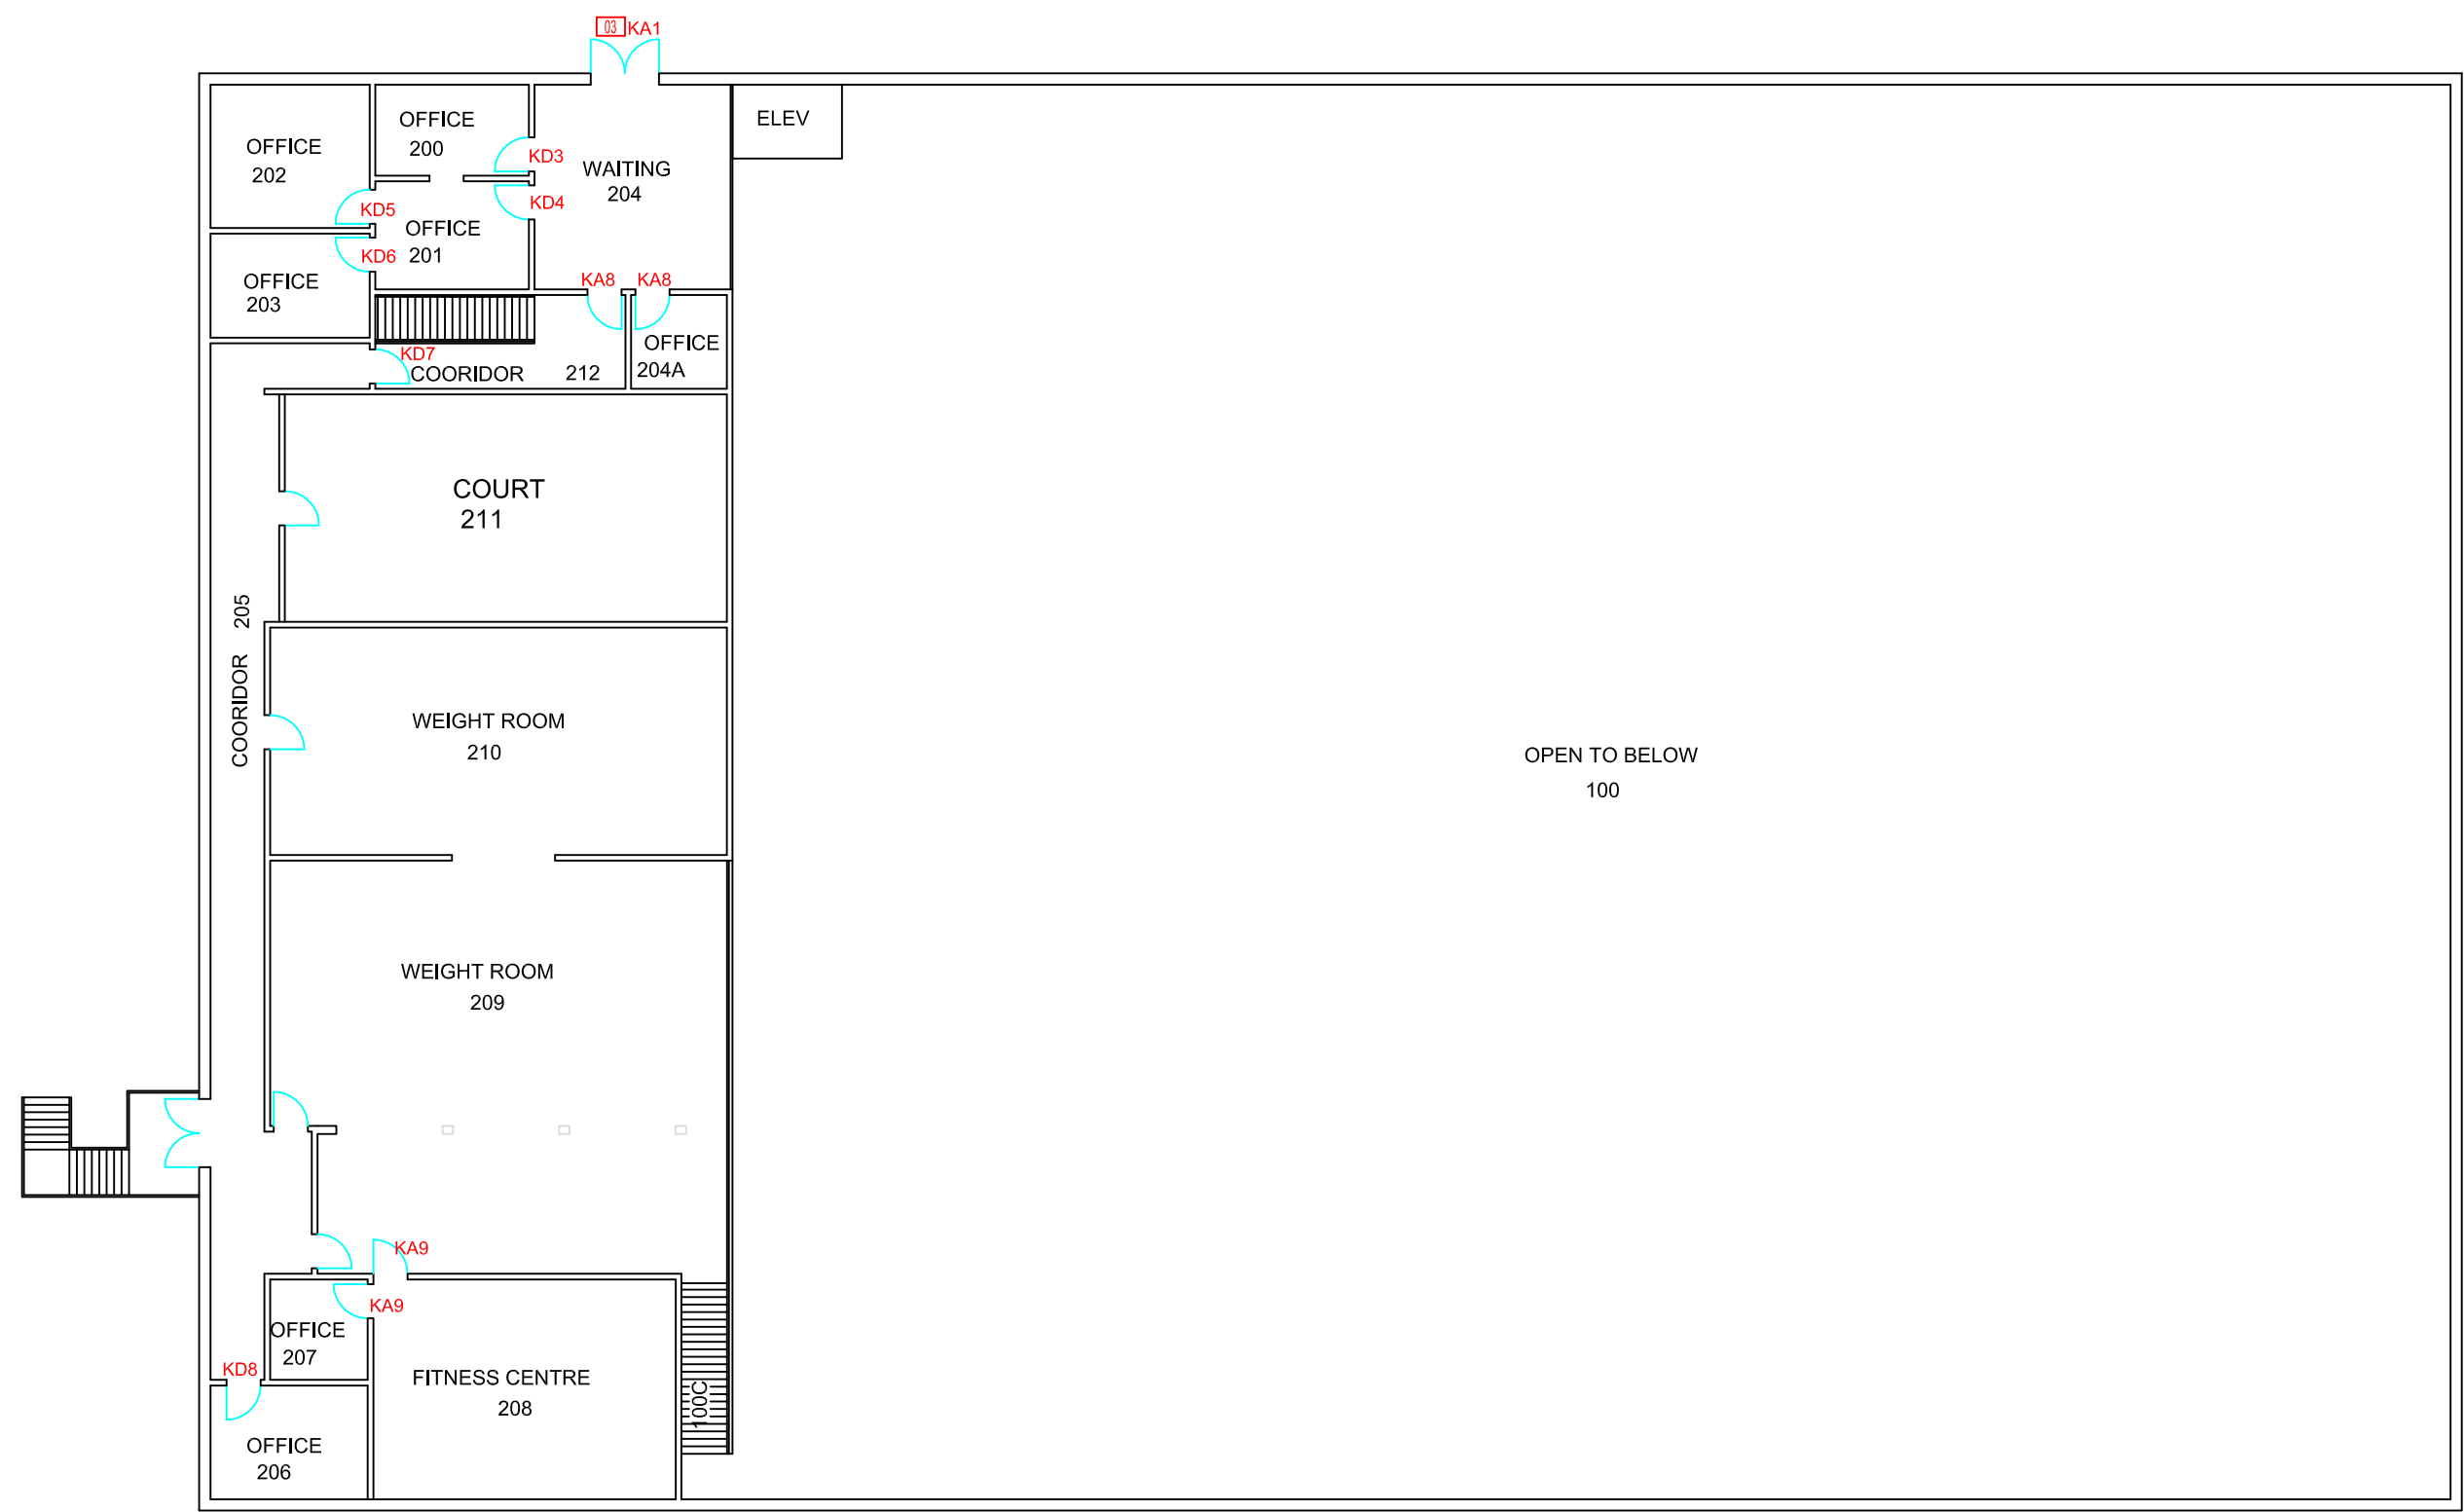 03 KA1
ELEV
OFFICE
200
OFFICE
202
KD3
WAITING
204
KD4
KD5
OFFICE
201
KD6
OFFICE
203
KA8
KA8
OFFICE
204A
KD7
COORIDOR 212
COURT
211
COORIDOR 205
WEIGHT ROOM
210
OPEN TO BELOW
100
WEIGHT ROOM
209
KA9
KA9
OFFICE
207
KD8
FITNESS CENTRE
208
100C
OFFICE
206